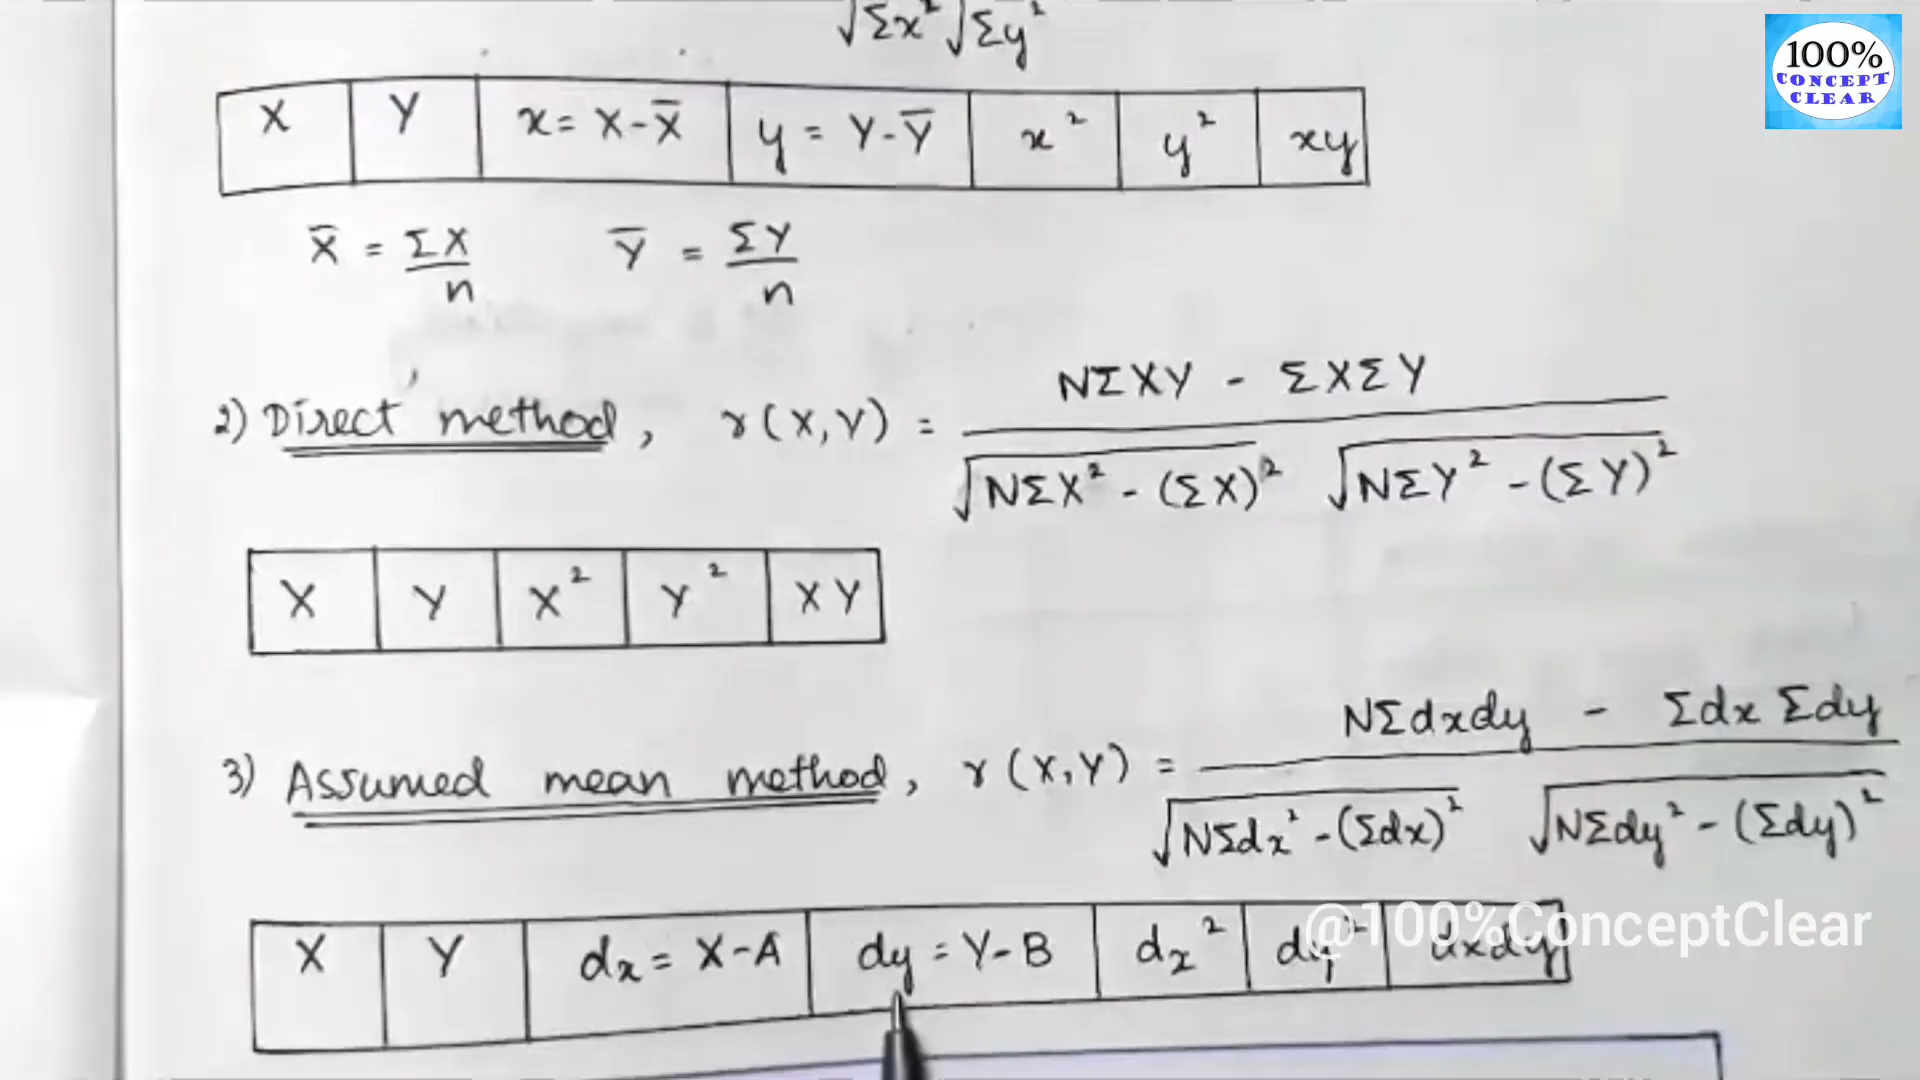 √Σx² √Σy²
100%
CONCEPT
CLEAR
X Y x = X-X̅ y = Y-Y̅ x² y² xy
X̅ = ΣX/n Y̅ = ΣY/n
2) Direct method, r(X,Y) = NΣXY - ΣXΣY / √NΣX² - (ΣX)² √NΣY² - (ΣY)²
X Y X² Y² XY
3) Assumed mean method, r(X,Y) = NΣdxdy - Σdx Σdy / √NΣdx² - (Σdx)² √NΣdy² - (Σdy)²
X Y dx = X-A dy = Y-B dx² dy² dxdy
@100%ConceptClear